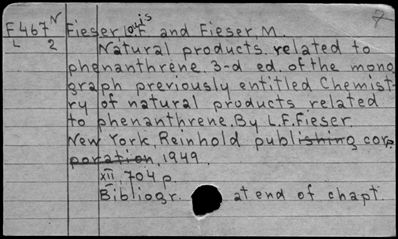 F467N Fieser, Louis and Fieser, M.
L 2 Natural products related to
phenanthrene. 3-d ed. of the mono
graph previously entitled Chemist-
ry of natural products related
to phenanthrene. By L.F. Fieser.
New York, Reinhold publishing corp.
poration, 1949.
XII, 704 p.
Bibliogr. at end of chapt.